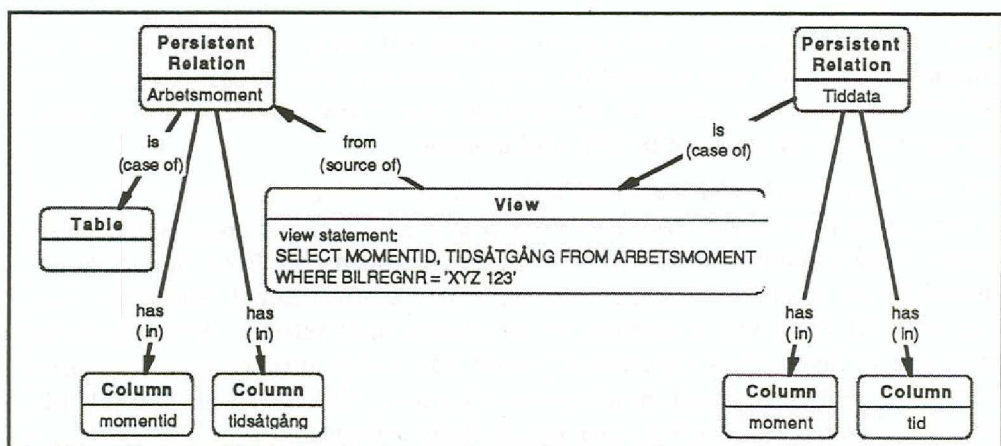 Persistent
Relation
Arbetsmoment
Persistent
Relation
Tiddata
is
(case of)
from
(source of)
is
(case of)
Table
View
view statement:
SELECT MOMENTID, TIDSÅTGÅNG FROM ARBETSMOMENT
WHERE BILREGNR = 'XYZ 123'
has
( in)
has
( in)
has
( in)
has
( in)
Column
momentid
Column
tidsåtgång
Column
moment
Column
tid